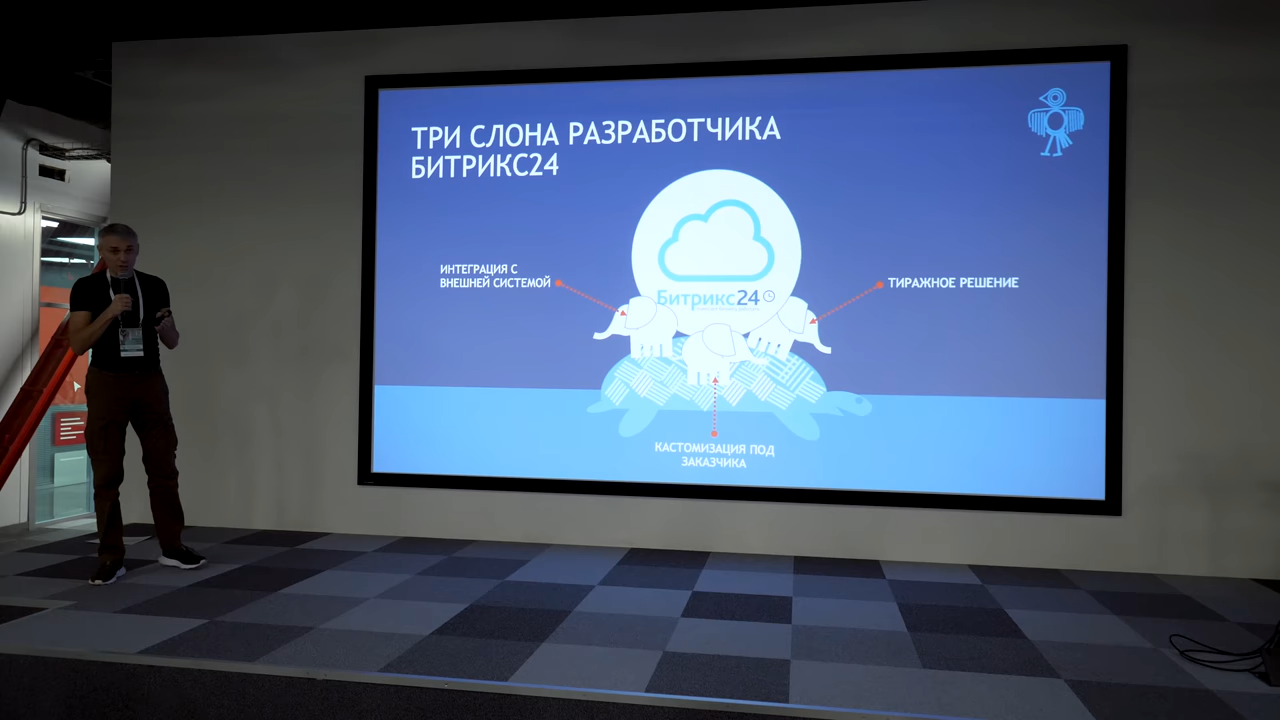 ТРИ СЛОНА РАЗРАБОТЧИКА
БИТРИКС24
ИНТЕГРАЦИЯ С
ВНЕШНЕЙ СИСТЕМОЙ
Битрикс24
ТИРАЖНОЕ РЕШЕНИЕ
КАСТОМИЗАЦИЯ ПОД
ЗАКАЗЧИКА